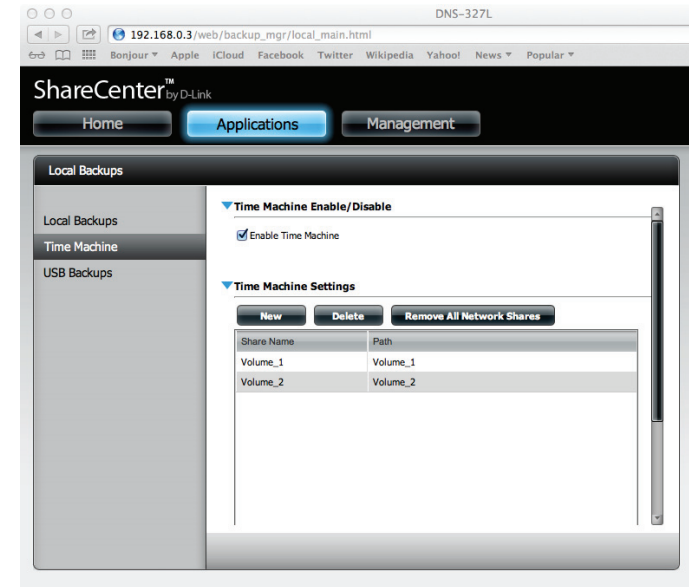 DNS-327L
192.168.0.3/web/backup_mgr/local_main.html
Bonjour Apple iCloud Facebook Twitter Wikipedia Yahoo! News Popular
ShareCenter™ by D-Link
Home Applications Management
Local Backups
Local Backups
Time Machine
USB Backups
Time Machine Enable/Disable
Enable Time Machine
Time Machine Settings
New Delete Remove All Network Shares
Share Name Path
Volume_1 Volume_1
Volume_2 Volume_2